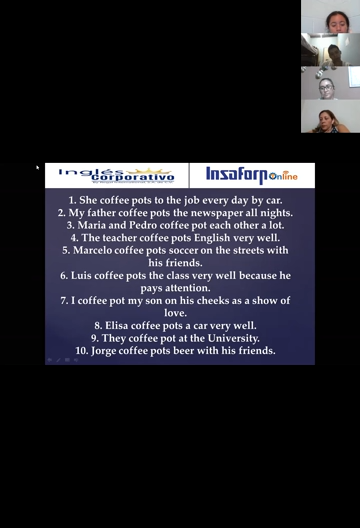 Inglés
Corporativo
Insaforp online
1. She coffee pots to the job every day by car.
2. My father coffee pots the newspaper all nights.
3. Maria and Pedro coffee pot each other a lot.
4. The teacher coffee pots English very well.
5. Marcelo coffee pots soccer on the streets with
his friends.
6. Luis coffee pots the class very well because he
pays attention.
7. I coffee pot my son on his cheeks as a show of
love.
8. Elisa coffee pots a car very well.
9. They coffee pot at the University.
10. Jorge coffee pots beer with his friends.